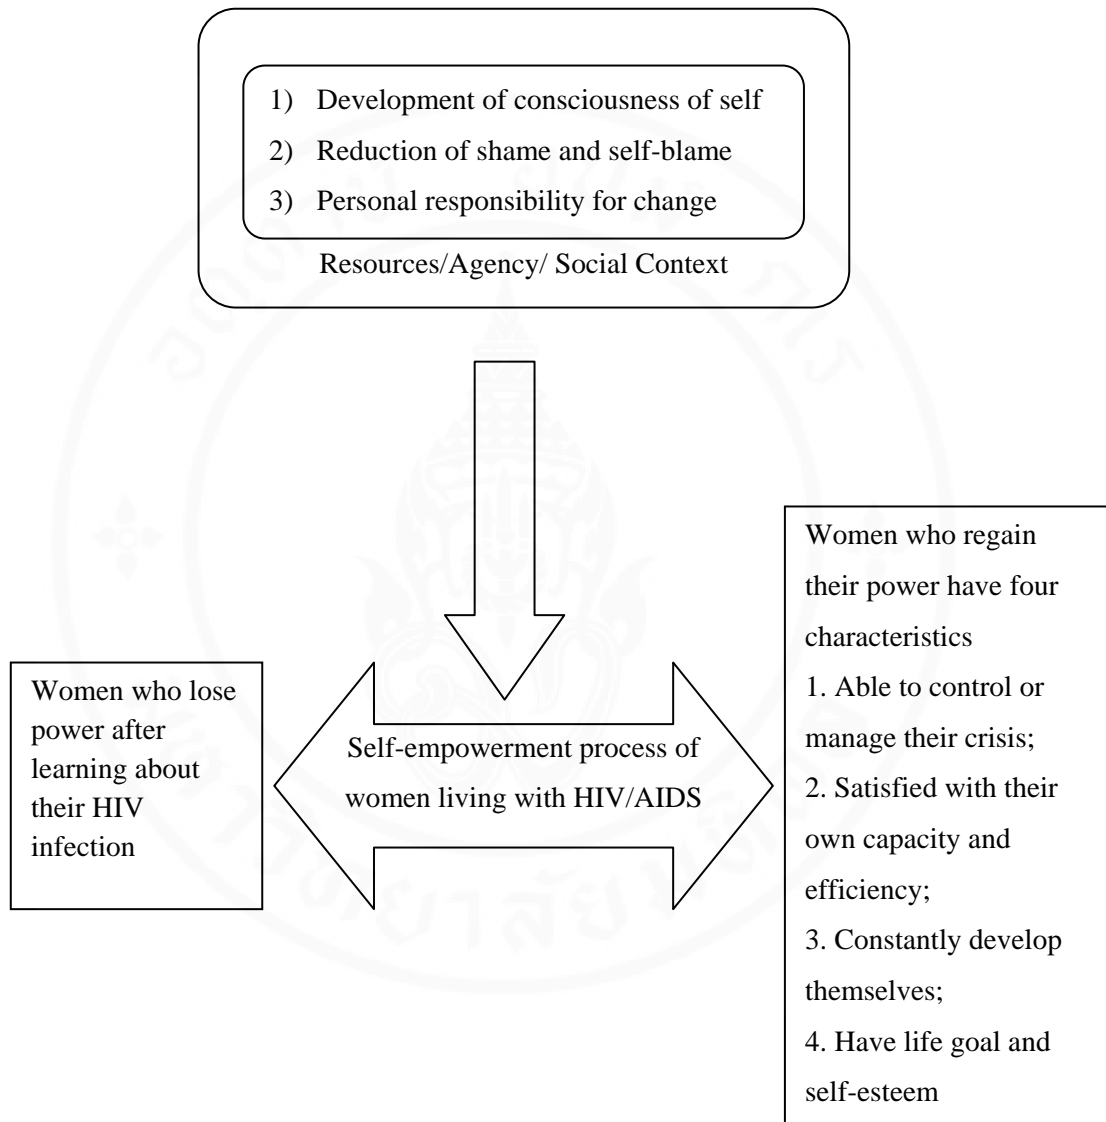 1) Development of consciousness of self
2) Reduction of shame and self-blame
3) Personal responsibility for change
Resources/Agency/ Social Context
Women who lose
power after
learning about
their HIV
infection
Self-empowerment process of
women living with HIV/AIDS
Women who regain
their power have four
characteristics
1. Able to control or
manage their crisis;
2. Satisfied with their
own capacity and
efficiency;
3. Constantly develop
themselves;
4. Have life goal and
self-esteem